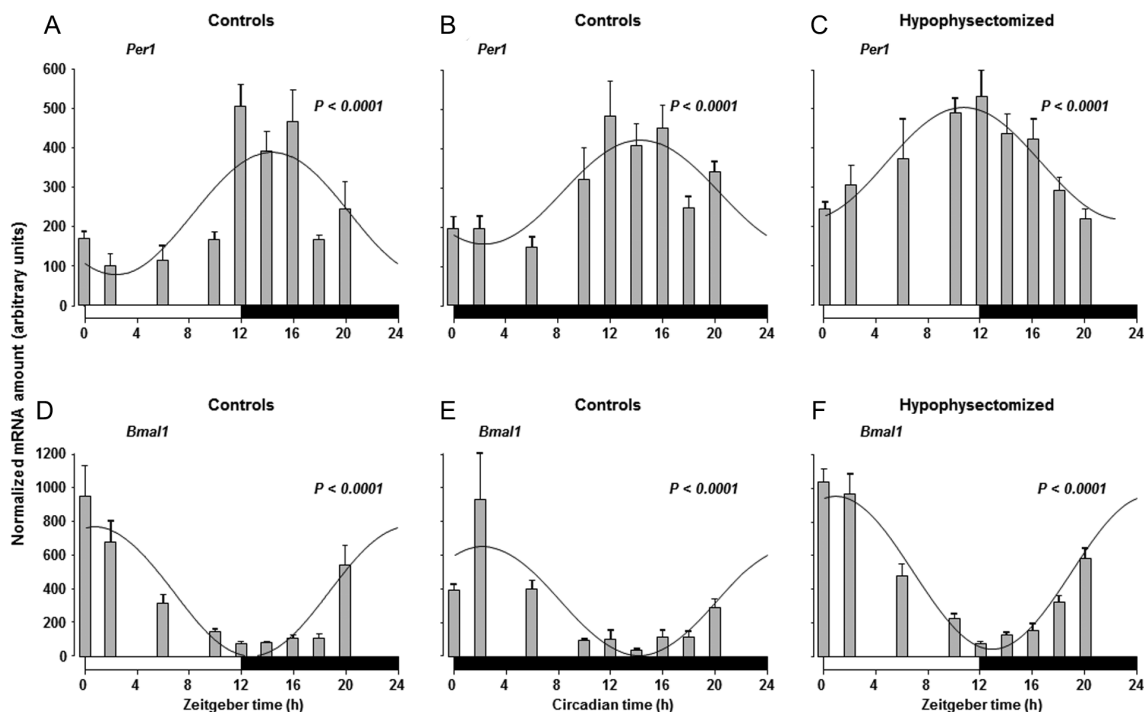 A Controls
B Controls
C Hypophysectomized
Per1
Per1
Per1
600
500
400
300
200
100
0
P < 0.0001
P < 0.0001
P < 0.0001
0 4 8 12 16 20 24
0 4 8 12 16 20 24
0 4 8 12 16 20 24
Normalized mRNA amount (arbitrary units)
D Controls
E Controls
F Hypophysectomized
Bmal1
Bmal1
Bmal1
1200
1000
800
600
400
200
0
P < 0.0001
P < 0.0001
P < 0.0001
0 4 8 12 16 20 24
0 4 8 12 16 20 24
0 4 8 12 16 20 24
Zeitgeber time (h)
Circadian time (h)
Zeitgeber time (h)